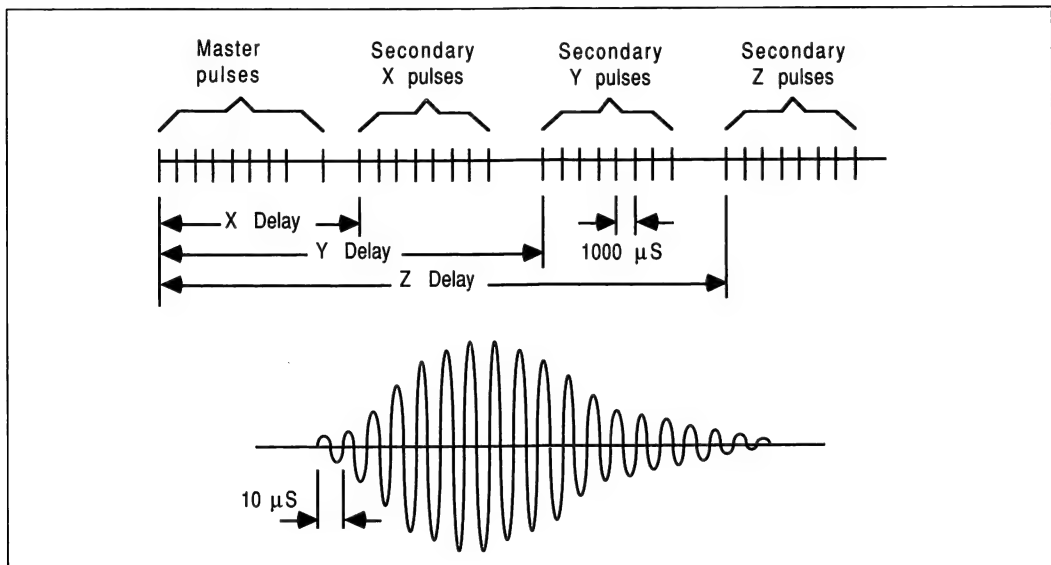 Master
pulses
Secondary
X pulses
Secondary
Y pulses
Secondary
Z pulses
X Delay
Y Delay
1000 μS
Z Delay
10 μS